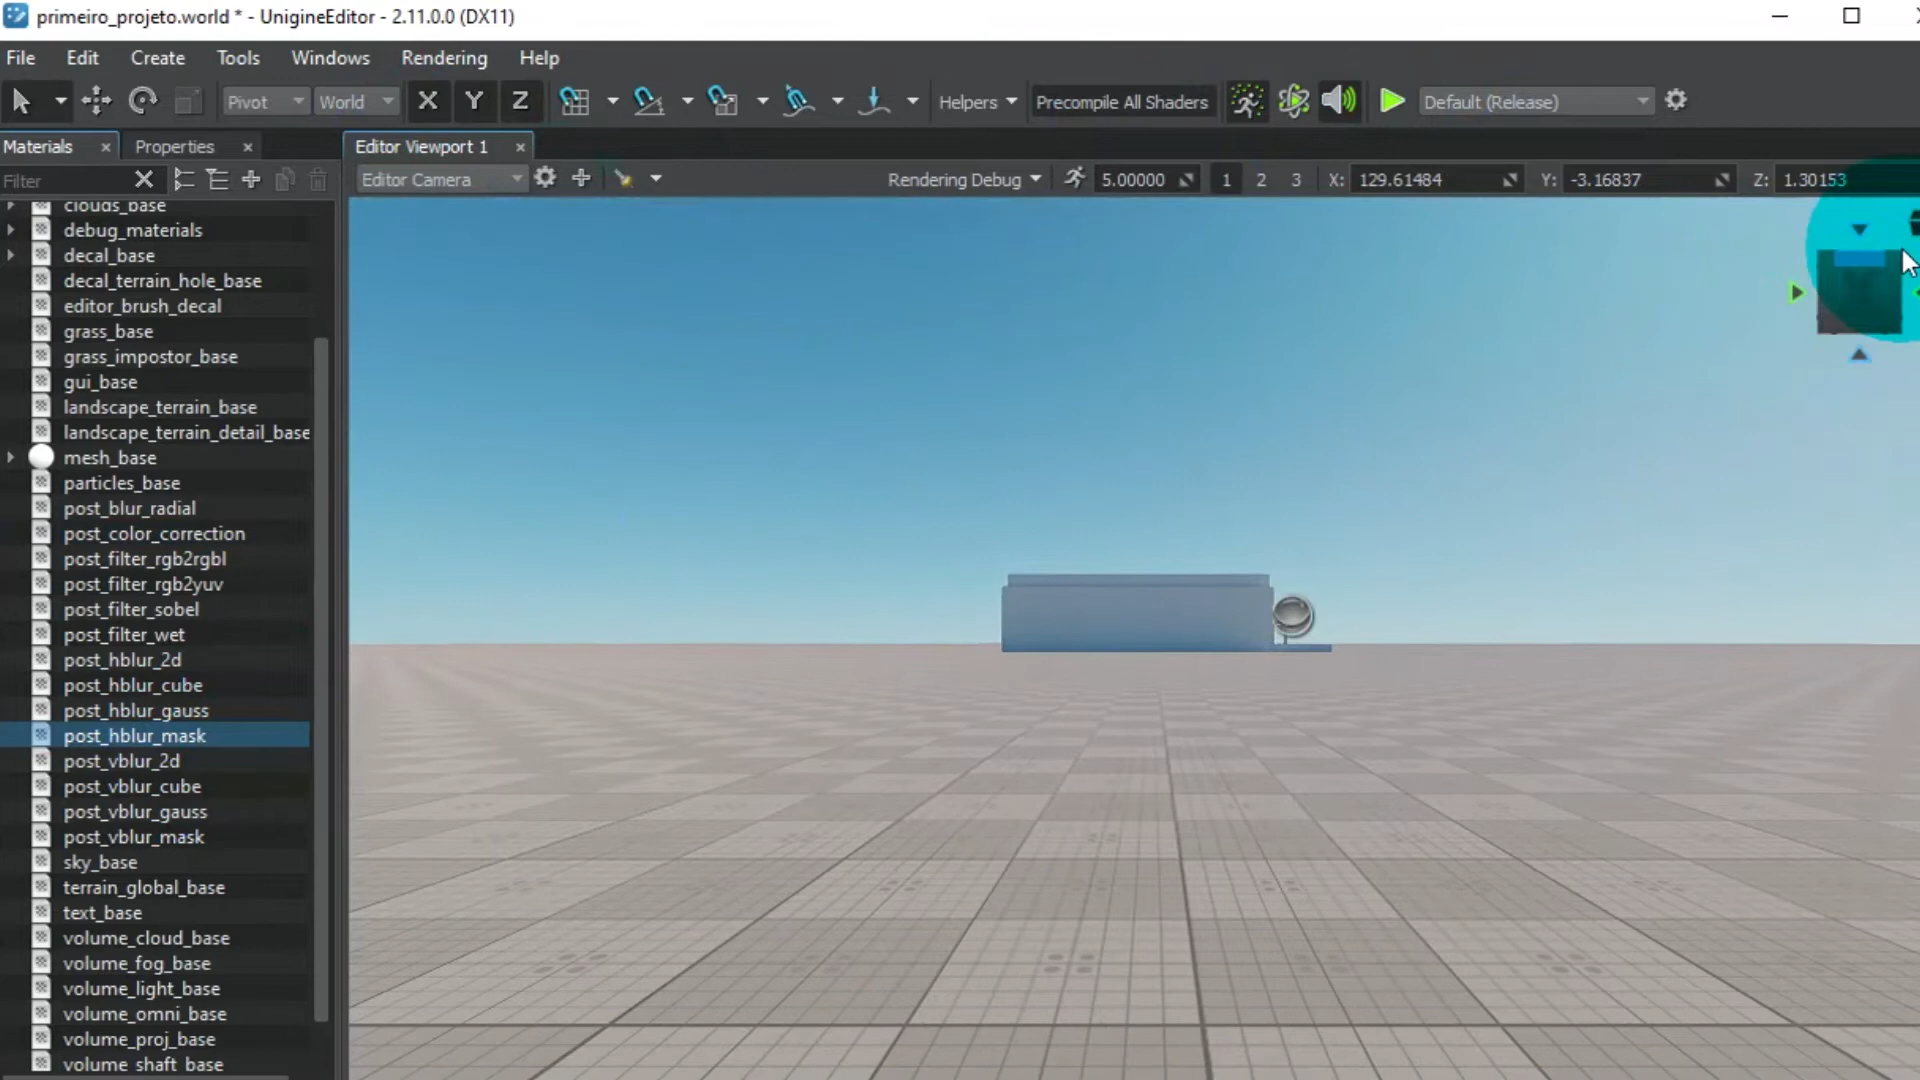 primeiro_projeto.world * - UnigineEditor - 2.11.0.0 (DX11)
File Edit Create Tools Windows Rendering Help
Pivot World X Y Z Helpers Precompile All Shaders Default (Release)
Materials Properties Editor Viewport 1
Filter Editor Camera Rendering Debug 5.00000 1 2 3 X: 129.61484 Y: -3.16837 Z: 1.30153
clouds_base
debug_materials
decal_base
decal_terrain_hole_base
editor_brush_decal
grass_base
grass_impostor_base
gui_base
landscape_terrain_base
landscape_terrain_detail_base
mesh_base
particles_base
post_blur_radial
post_color_correction
post_filter_rgb2rgbl
post_filter_rgb2yuv
post_filter_sobel
post_filter_wet
post_hblur_2d
post_hblur_cube
post_hblur_gauss
post_hblur_mask
post_vblur_2d
post_vblur_cube
post_vblur_gauss
post_vblur_mask
sky_base
terrain_global_base
text_base
volume_cloud_base
volume_fog_base
volume_light_base
volume_omni_base
volume_proj_base
volume_shaft_base